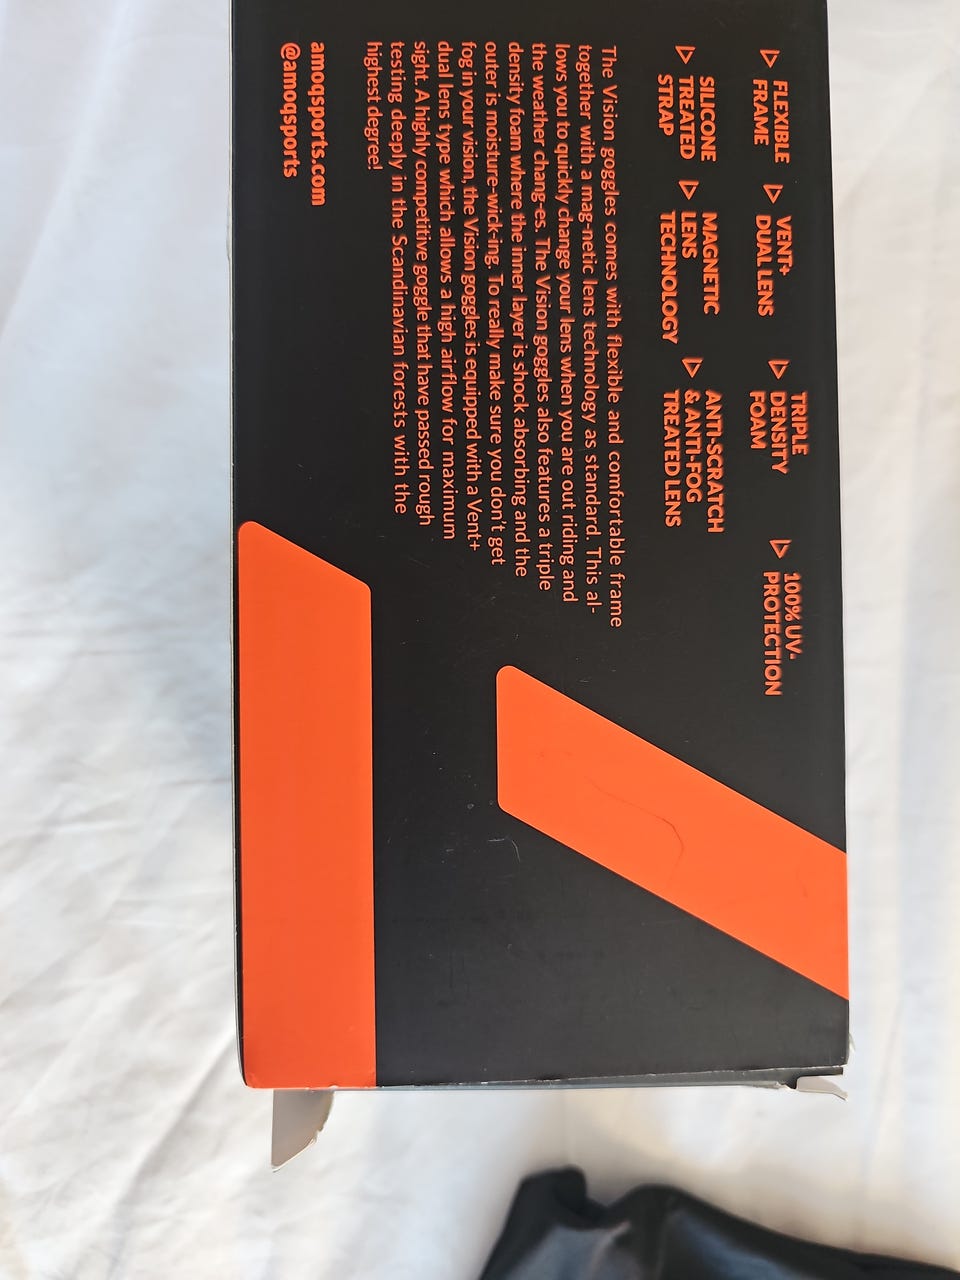 FLEXIBLE
FRAME
VENT+
DUAL LENS
TRIPLE
DENSITY
FOAM
100% UV-
PROTECTION
SILICONE
TREATED
STRAP
MAGNETIC
LENS
TECHNOLOGY
ANTI-SCRATCH
& ANTI-FOG
TREATED LENS
The Vision goggles comes with flexible and comfortable frame
together with a mag-netic lens technology as standard. This al-
lows you to quickly change your lens when you are out riding and
the weather chang-es. The Vision goggles also features a triple
density foam where the inner layer is shock absorbing and the
outer is moisture-wick-ing. To really make sure you don't get
fog in your vision, the Vision goggles is equipped with a Vent+
dual lens type which allows a high airflow for maximum
sight. A highly competitive goggle that have passed rough
testing deeply in the Scandinavian forests with the
highest degree!
amoqsports.com
@amoqsports